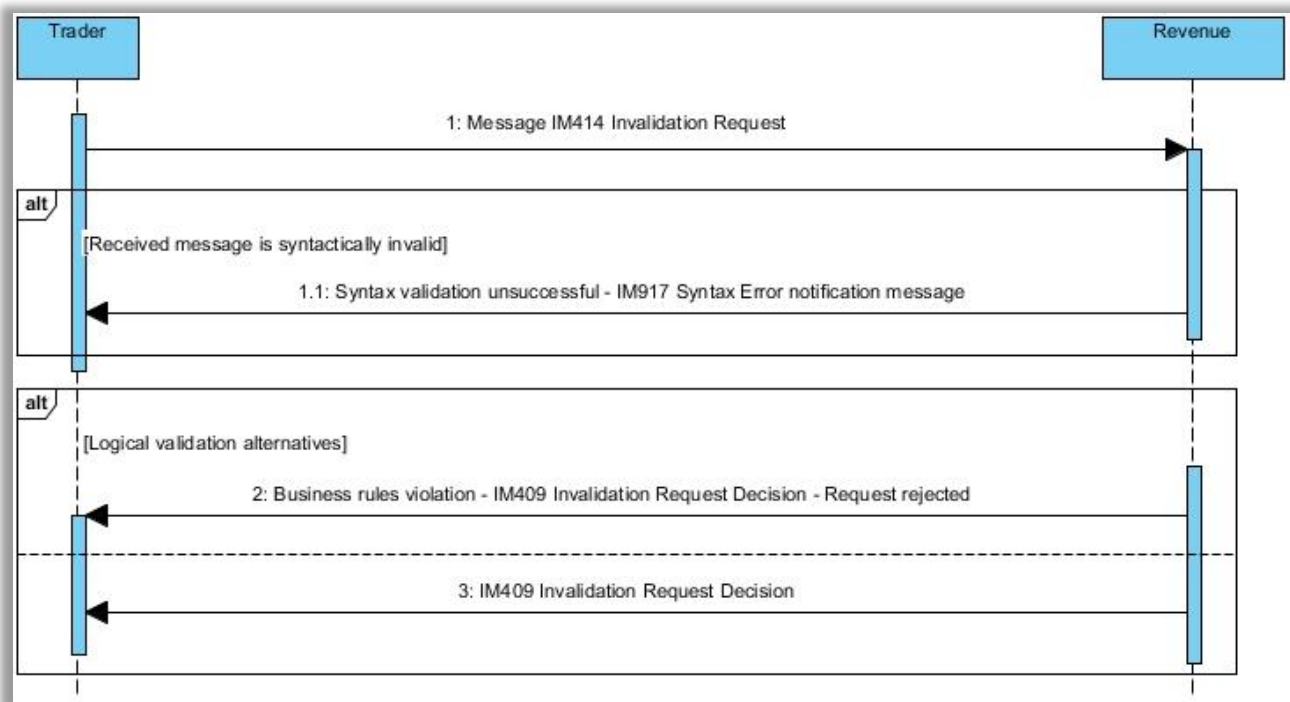 Trader
Revenue
1: Message IM414 Invalidation Request
alt
[Received message is syntactically invalid]
1.1: Syntax validation unsuccessful - IM917 Syntax Error notification message
alt
[Logical validation alternatives]
2: Business rules violation - IM409 Invalidation Request Decision - Request rejected
3: IM409 Invalidation Request Decision